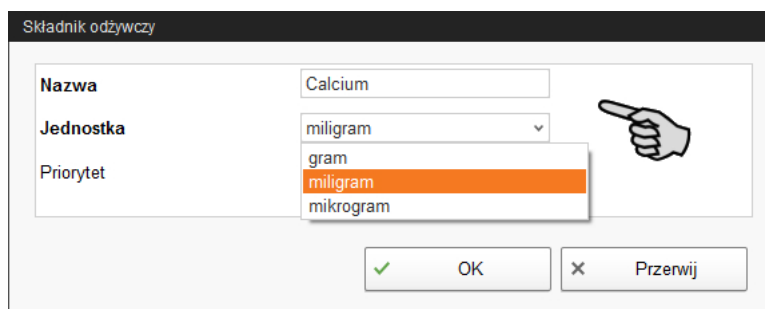 Składnik odżywczy
Nazwa Calcium
Jednostka miligram
gram
Priorytet
miligram
mikrogram
OK Przerwij